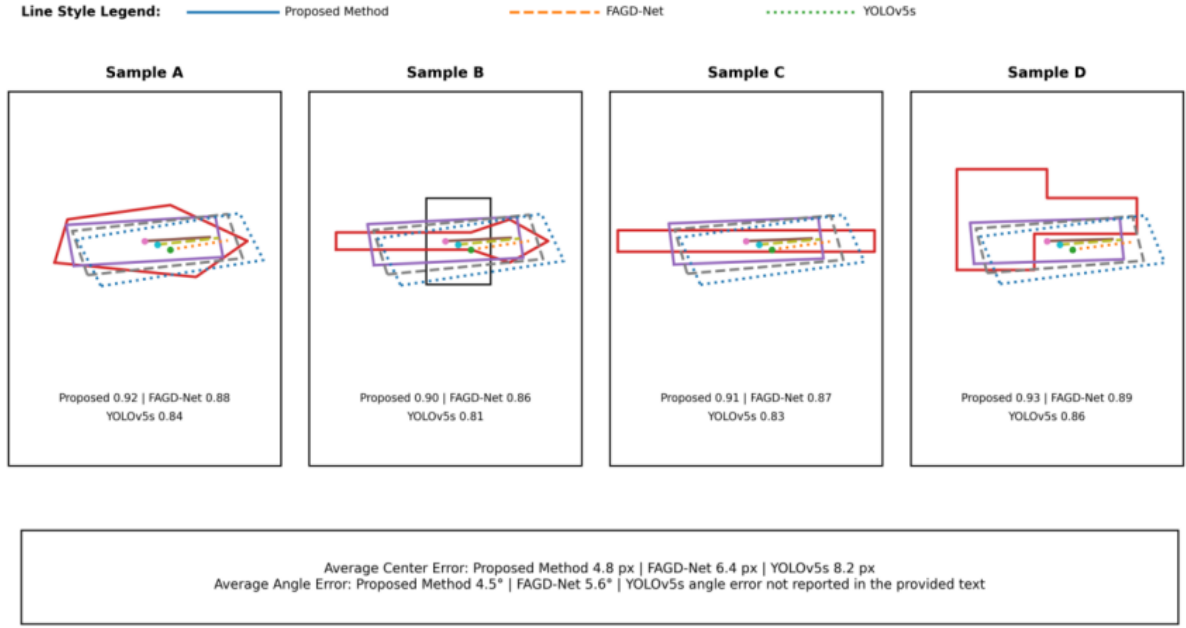 Line Style Legend: Proposed Method FAGD-Net YOLOv5s
Sample A Sample B Sample C Sample D
Proposed 0.92 | FAGD-Net 0.88
YOLOv5s 0.84
Proposed 0.90 | FAGD-Net 0.86
YOLOv5s 0.81
Proposed 0.91 | FAGD-Net 0.87
YOLOv5s 0.83
Proposed 0.93 | FAGD-Net 0.89
YOLOv5s 0.86
Average Center Error: Proposed Method 4.8 px | FAGD-Net 6.4 px | YOLOv5s 8.2 px
Average Angle Error: Proposed Method 4.5° | FAGD-Net 5.6° | YOLOv5s angle error not reported in the provided text